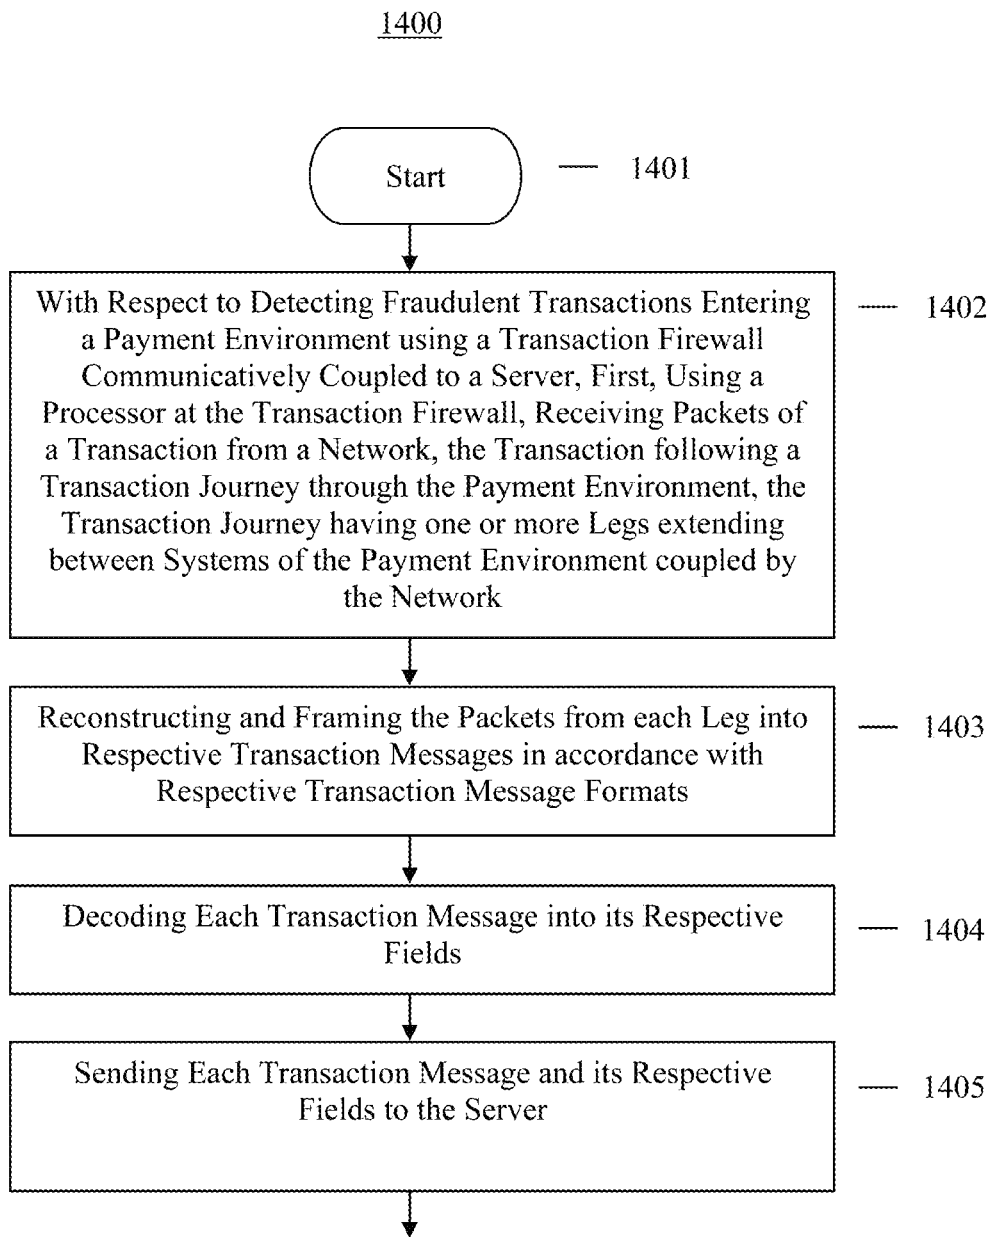 1400
Start
1401
With Respect to Detecting Fraudulent Transactions Entering
a Payment Environment using a Transaction Firewall
Communicatively Coupled to a Server, First, Using a
Processor at the Transaction Firewall, Receiving Packets of
a Transaction from a Network, the Transaction following a
Transaction Journey through the Payment Environment, the
Transaction Journey having one or more Legs extending
between Systems of the Payment Environment coupled by
the Network
1402
Reconstructing and Framing the Packets from each Leg into
Respective Transaction Messages in accordance with
Respective Transaction Message Formats
1403
Decoding Each Transaction Message into its Respective
Fields
1404
Sending Each Transaction Message and its Respective
Fields to the Server
1405